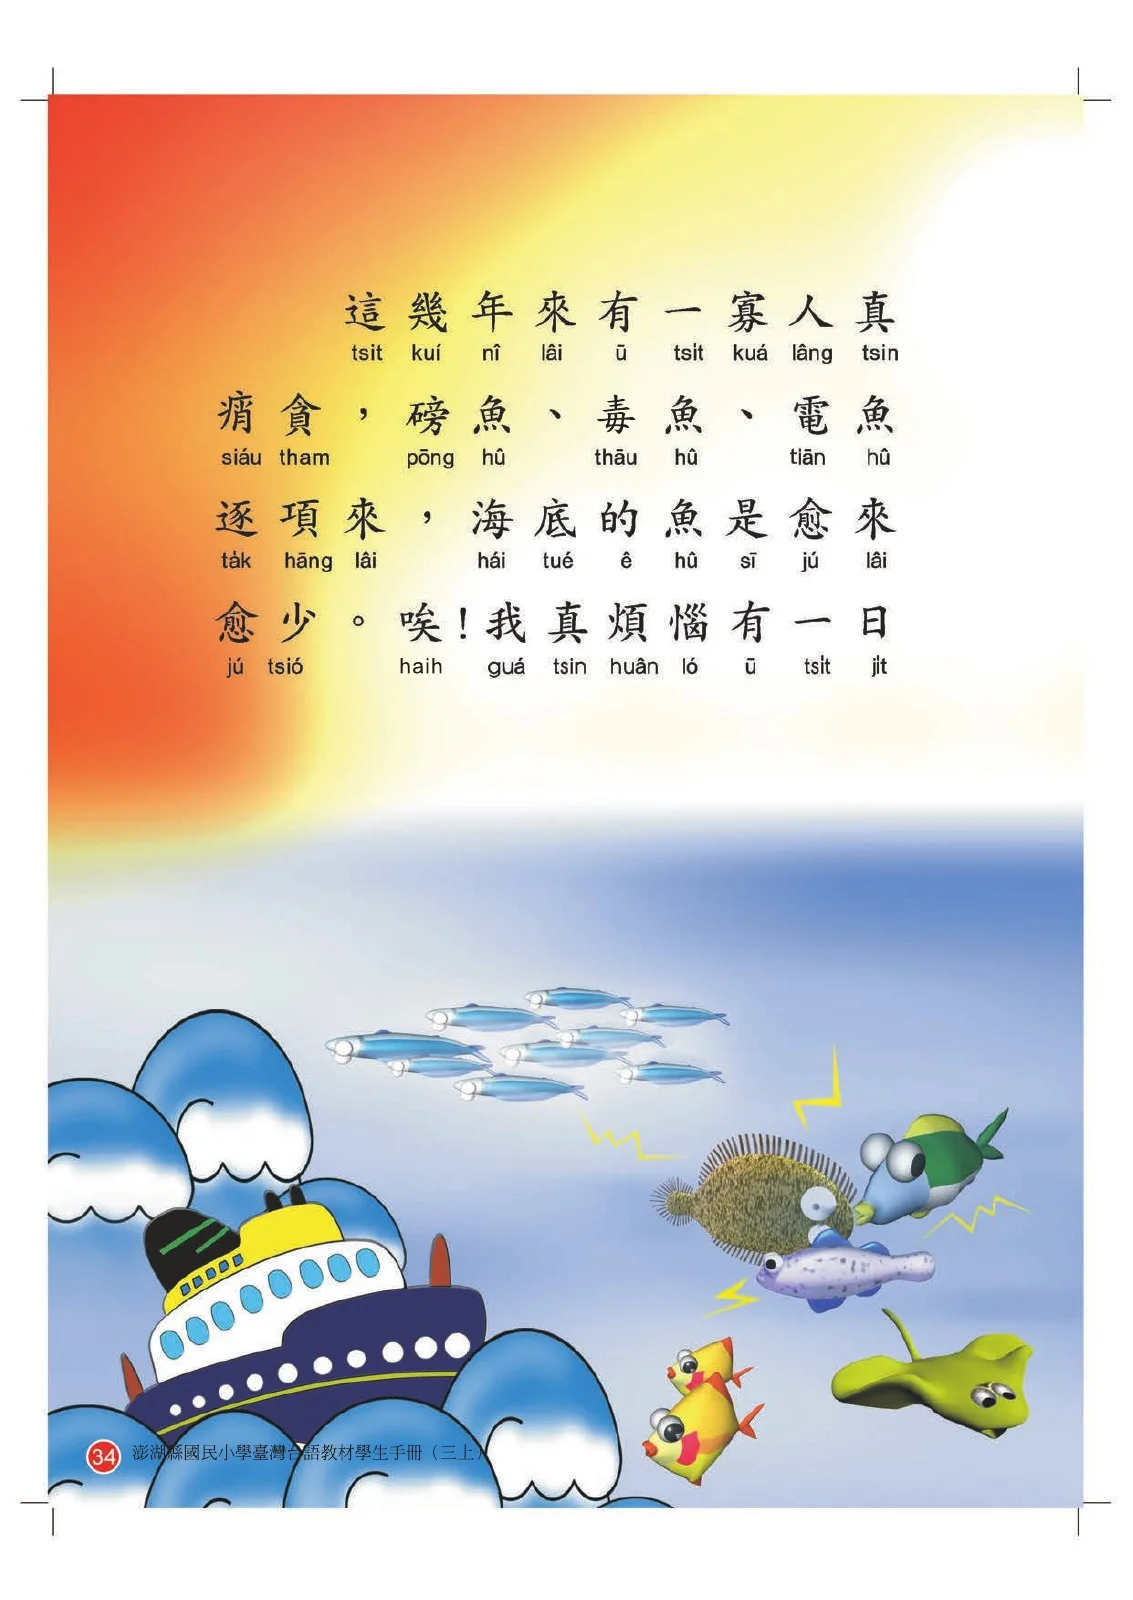 這幾年來有一寡人真
tsit kuí nî lâi ū tsi̍t kuá lâng tsin
痟貪，磅魚、毒魚、電魚
siáu tham pōng hû thāu hû tiān hû
逐項來，海底的魚是愈來
ta̍k hāng lâi hái tué ê hû sī jú lâi
愈少。唉!我真煩惱有一日
jú tsió haih guá tsin huân ló ū tsi̍t ji̍t
34 澎湖縣國民小學臺灣台語教材學生手冊（三上）